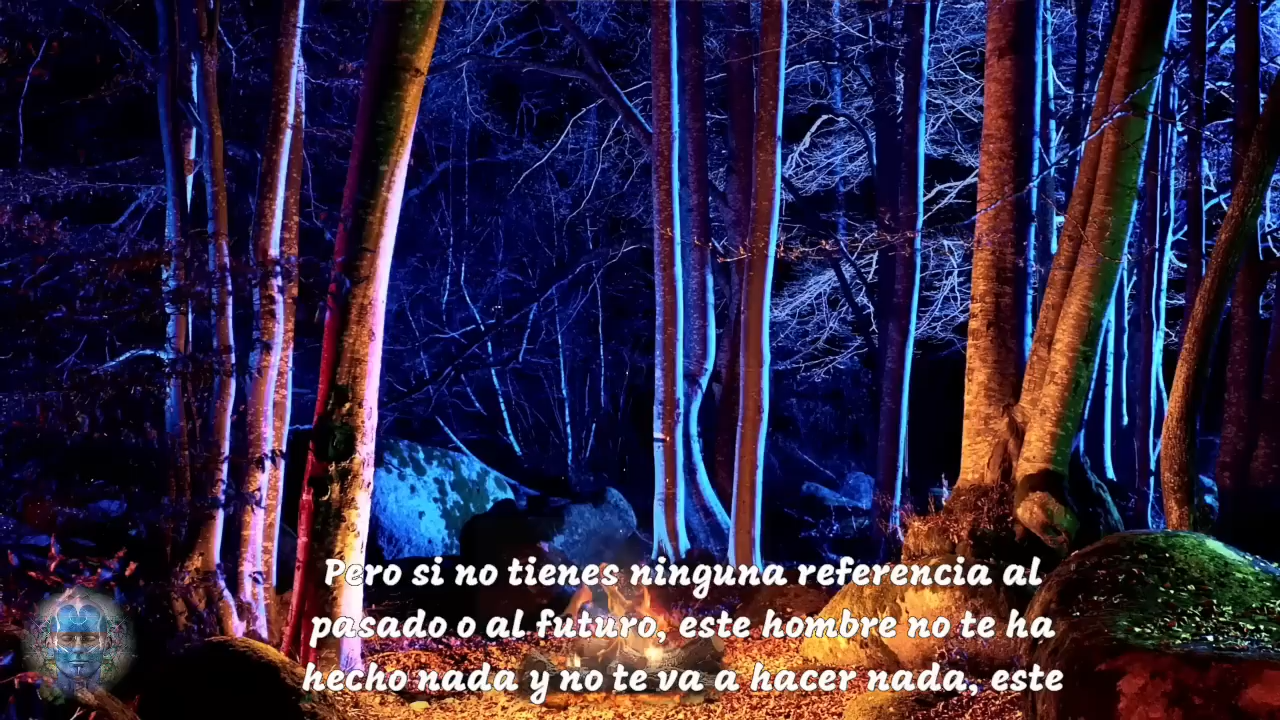 Pero si no tienes ninguna referencia al
pasado o al futuro, este hombre no te ha
hecho nada y no te va a hacer nada, este